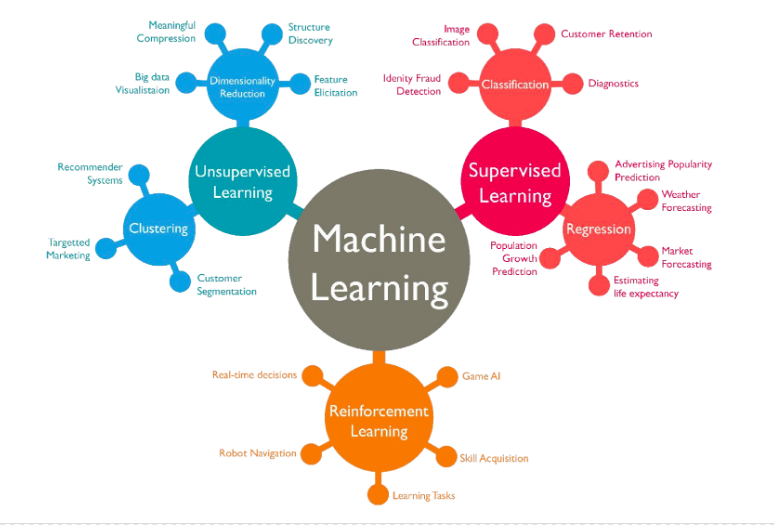 Meaningful
Compression
Structure
Discovery
Big data
Visualistaion
Dimensionality
Reduction
Feature
Elicitation
Unsupervised
Learning
Recommender
Systems
Clustering
Targetted
Marketing
Customer
Segmentation
Machine
Learning
Image
Classification
Customer Retention
Idenity Fraud
Detection
Classification
Diagnostics
Supervised
Learning
Advertising Popularity
Prediction
Weather
Forecasting
Regression
Population
Growth
Prediction
Market
Forecasting
Estimating
life expectancy
Real-time decisions
Game AI
Reinforcement
Learning
Robot Navigation
Skill Acquisition
Learning Tasks